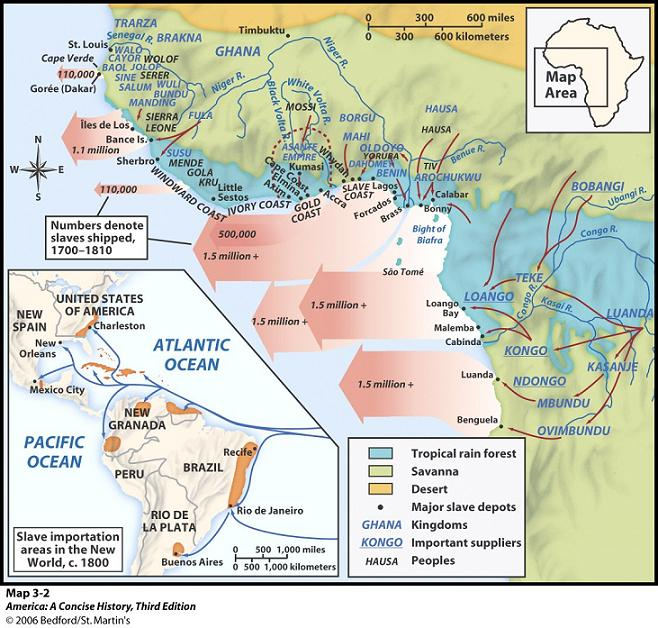 TRARZA
Senegal R.
BRAKNA
St. Louis
WALO
Cape Verde
CAYOR
WOLOF
BAOL
JOLOF
SEREER
SINE
110,000
WULI
SALUM
BUNDU
Gorée (Dakar)
MANDING
GHANA
Timbuktu
Niger R.
Niger R.
0 300 600 miles
0 300 600 kilometers
Map
Area
Îles de Los
SIERRA
LEONE
FULA
1.1 million
Bance Is.
Sherbro
SUSU
MENDE
GOLA
KRU
Little
Sestos
110,000
WINDWARD COAST
IVORY COAST
Black Volta R.
White Volta R.
MOSSI
ASANTE
EMPIRE
Kumasi
Cape Coast
Elmina
Axim
GOLD
COAST
Accra
Whydah
BORGU
MAHI
OLDOYO
YORUBA
DAHOMEY
BENIN
SLAVE
COAST
Lagos
HAUSA
HAUSA
TIV
Benue R.
AROCHUKWU
Calabar
Forcados
Brass
Bonny
Bight of
Biafra
São Tomé
N
W
E
S
Numbers denote
slaves shipped,
1700–1810
500,000
1.5 million +
1.5 million +
1.5 million +
1.5 million +
BOBANGI
Ubangi R.
Congo R.
TEKE
Congo R.
Kasai R.
LOANGO
LUANDA
Loango
Bay
Malemba
Cabinda
KONGO
KASANJE
Luanda
NDONGO
MBUNDU
Benguela
OVIMBUNDU
UNITED STATES
OF AMERICA
NEW
SPAIN
Charleston
New
Orleans
ATLANTIC
OCEAN
Mexico City
NEW
GRANADA
PACIFIC
OCEAN
Recife
BRAZIL
PERU
RIO DE
LA PLATA
Rio de Janeiro
Slave importation
areas in the New
World, c. 1800
Buenos Aires
0 500 1,000 miles
0 500 1,000 kilometers
Tropical rain forest
Savanna
Desert
Major slave depots
GHANA Kingdoms
KONGO Important suppliers
HAUSA Peoples
Map 3-2
America: A Concise History, Third Edition
© 2006 Bedford/St. Martin's